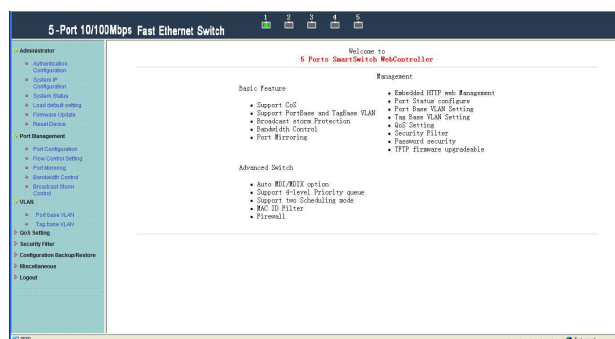 5-Port 10/100Mbps Fast Ethernet Switch
1 2 3 4 5
Administrator
Authentication
Configuration
System IP
Configuration
System Status
Load default setting
Firmware Update
Reset Device
Port Management
Port Configuration
Flow Control Setting
Port Mirroring
Bandwidth Control
Broadcast Storm
Control
VLAN
Port base VLAN
Tag base VLAN
QoS Setting
Security Filter
Configuration Backup/Restore
Miscellaneous
Logout
Welcome to
5 Ports SmartSwitch WebController
Basic Feature
Support CoS
Support PortBase and TagBase VLAN
Broadcast storm Protection
Bandwidth Control
Port Mirroring
Management
Embedded HTTP web Management
Port Status configure
Port Base VLAN Setting
Tag Base VLAN Setting
QoS Setting
Security Filter
Password security
TFTP firmware upgradeable
Advanced Switch
Auto MDI/MDIX option
Support 4-level Priority queue
Support two Scheduling mode
MAC ID Filter
Firewall